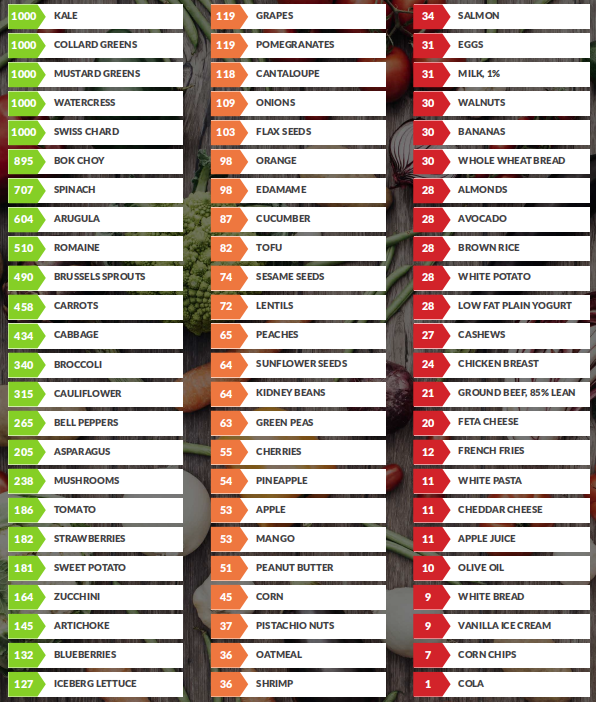 1000 KALE
1000 COLLARD GREENS
1000 MUSTARD GREENS
1000 WATERCRESS
1000 SWISS CHARD
895 BOK CHOY
707 SPINACH
604 ARUGULA
510 ROMAINE
490 BRUSSELS SPROUTS
458 CARROTS
434 CABBAGE
340 BROCCOLI
315 CAULIFLOWER
265 BELL PEPPERS
205 ASPARAGUS
238 MUSHROOMS
186 TOMATO
182 STRAWBERRIES
181 SWEET POTATO
164 ZUCCHINI
145 ARTICHOKE
132 BLUEBERRIES
127 ICEBERG LETTUCE
119 GRAPES
119 POMEGRANATES
118 CANTALOUPE
109 ONIONS
103 FLAX SEEDS
98 ORANGE
98 EDAMAME
87 CUCUMBER
82 TOFU
74 SESAME SEEDS
72 LENTILS
65 PEACHES
64 SUNFLOWER SEEDS
64 KIDNEY BEANS
63 GREEN PEAS
55 CHERRIES
54 PINEAPPLE
53 APPLE
53 MANGO
51 PEANUT BUTTER
45 CORN
37 PISTACHIO NUTS
36 OATMEAL
36 SHRIMP
34 SALMON
31 EGGS
31 MILK, 1%
30 WALNUTS
30 BANANAS
30 WHOLE WHEAT BREAD
28 ALMONDS
28 AVOCADO
28 BROWN RICE
28 WHITE POTATO
28 LOW FAT PLAIN YOGURT
27 CASHEWS
24 CHICKEN BREAST
21 GROUND BEEF, 85% LEAN
20 FETA CHEESE
12 FRENCH FRIES
11 WHITE PASTA
11 CHEDDAR CHEESE
11 APPLE JUICE
10 OLIVE OIL
9 WHITE BREAD
9 VANILLA ICE CREAM
7 CORN CHIPS
1 COLA